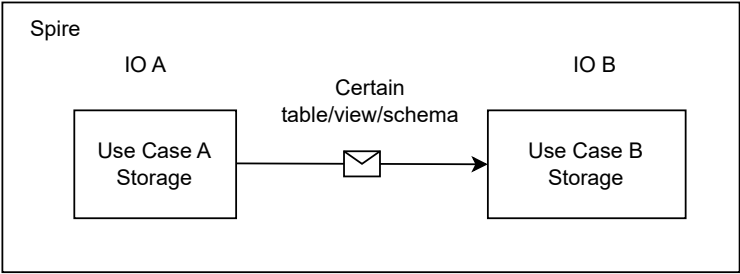 Spire
IO A
IO B
Certain
table/view/schema
Use Case A
Storage
Use Case B
Storage